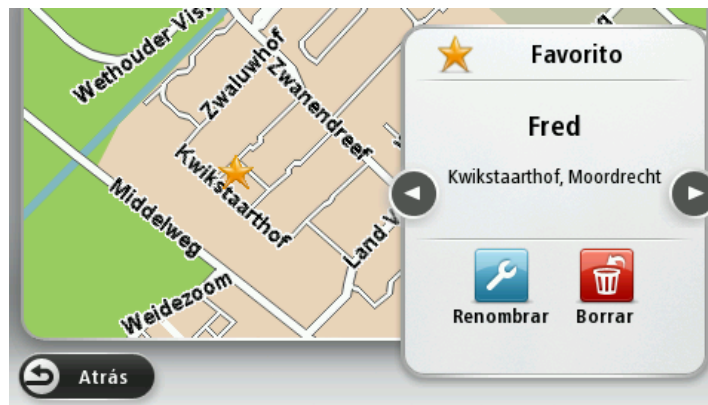 Wethouder Vis
Zwaluwhof
Zwanendreef
Kwikstaarthof
Middelweg
Land V
Weidezoom
Favorito
Fred
Kwikstaarthof, Moordrecht
Renombrar
Borrar
Atrás